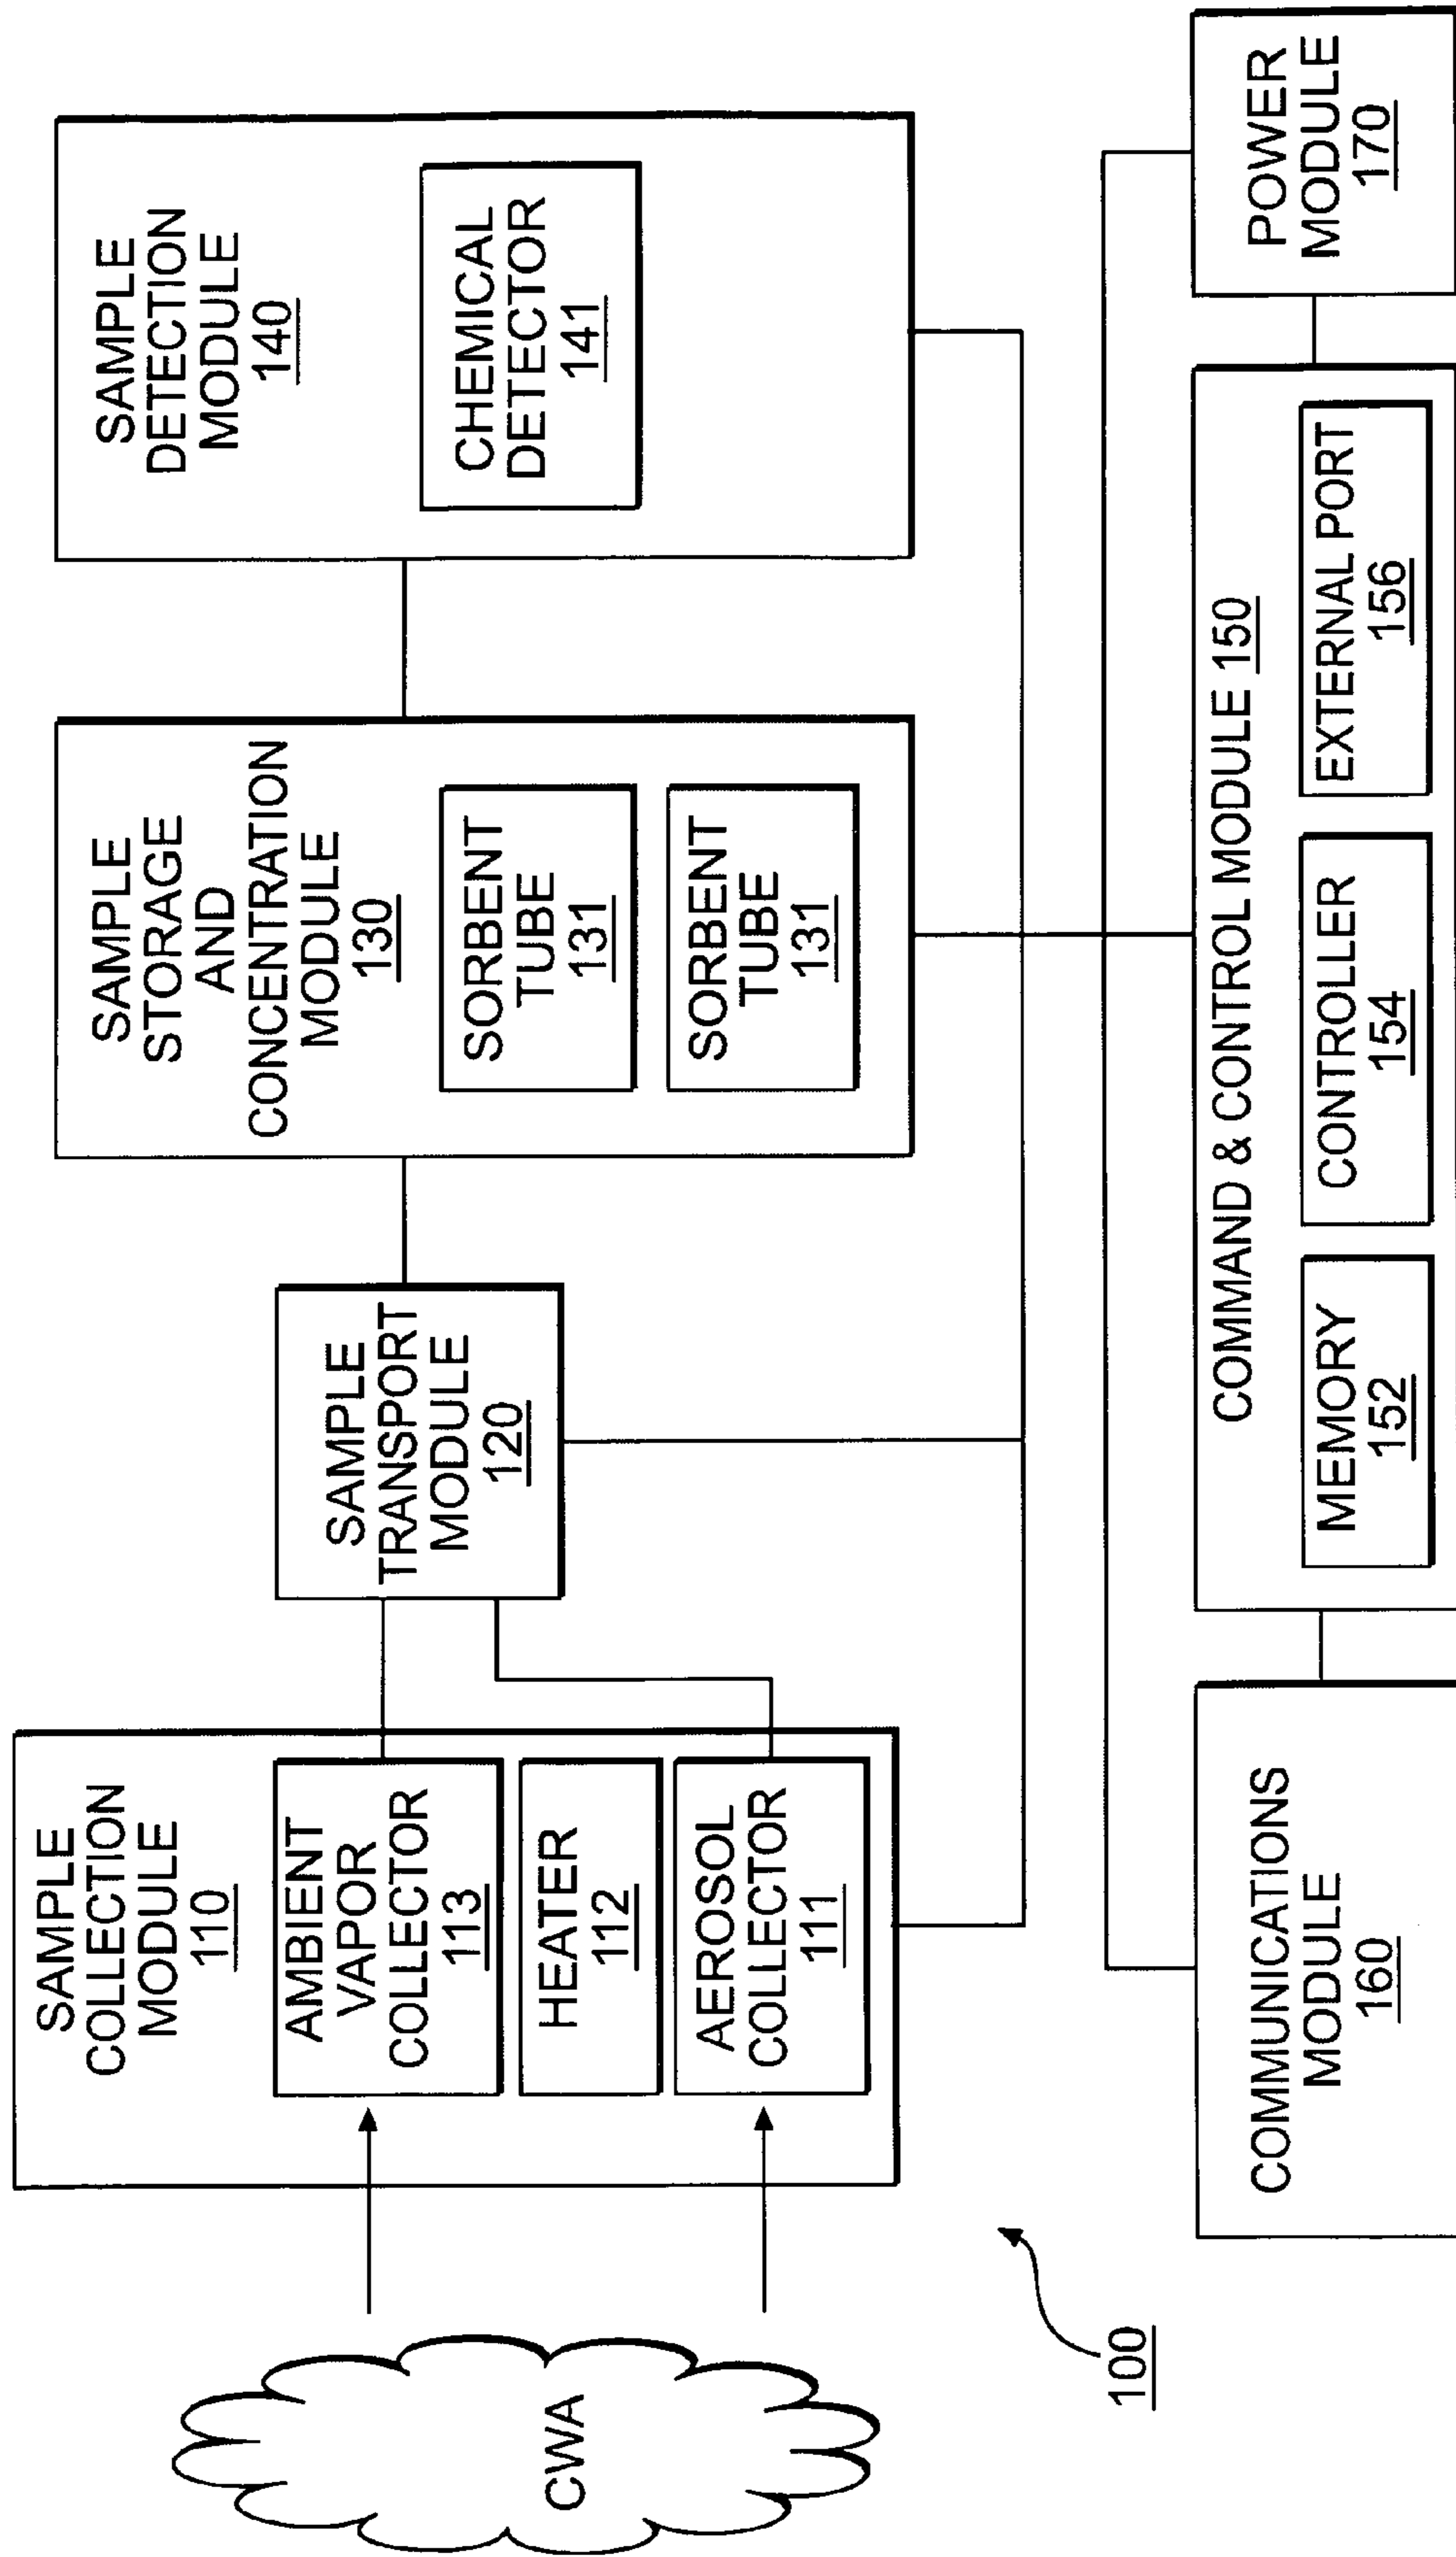 CWA
100
SAMPLE
COLLECTION
MODULE
110
AMBIENT
VAPOR
COLLECTOR
113
HEATER
112
AEROSOL
COLLECTOR
111
SAMPLE
TRANSPORT
MODULE
120
SAMPLE
STORAGE
AND
CONCENTRATION
MODULE
130
SORBENT
TUBE
131
SORBENT
TUBE
131
SAMPLE
DETECTION
MODULE
140
CHEMICAL
DETECTOR
141
COMMUNICATIONS
MODULE
160
COMMAND & CONTROL MODULE 150
MEMORY
152
CONTROLLER
154
EXTERNAL PORT
156
POWER
MODULE
170